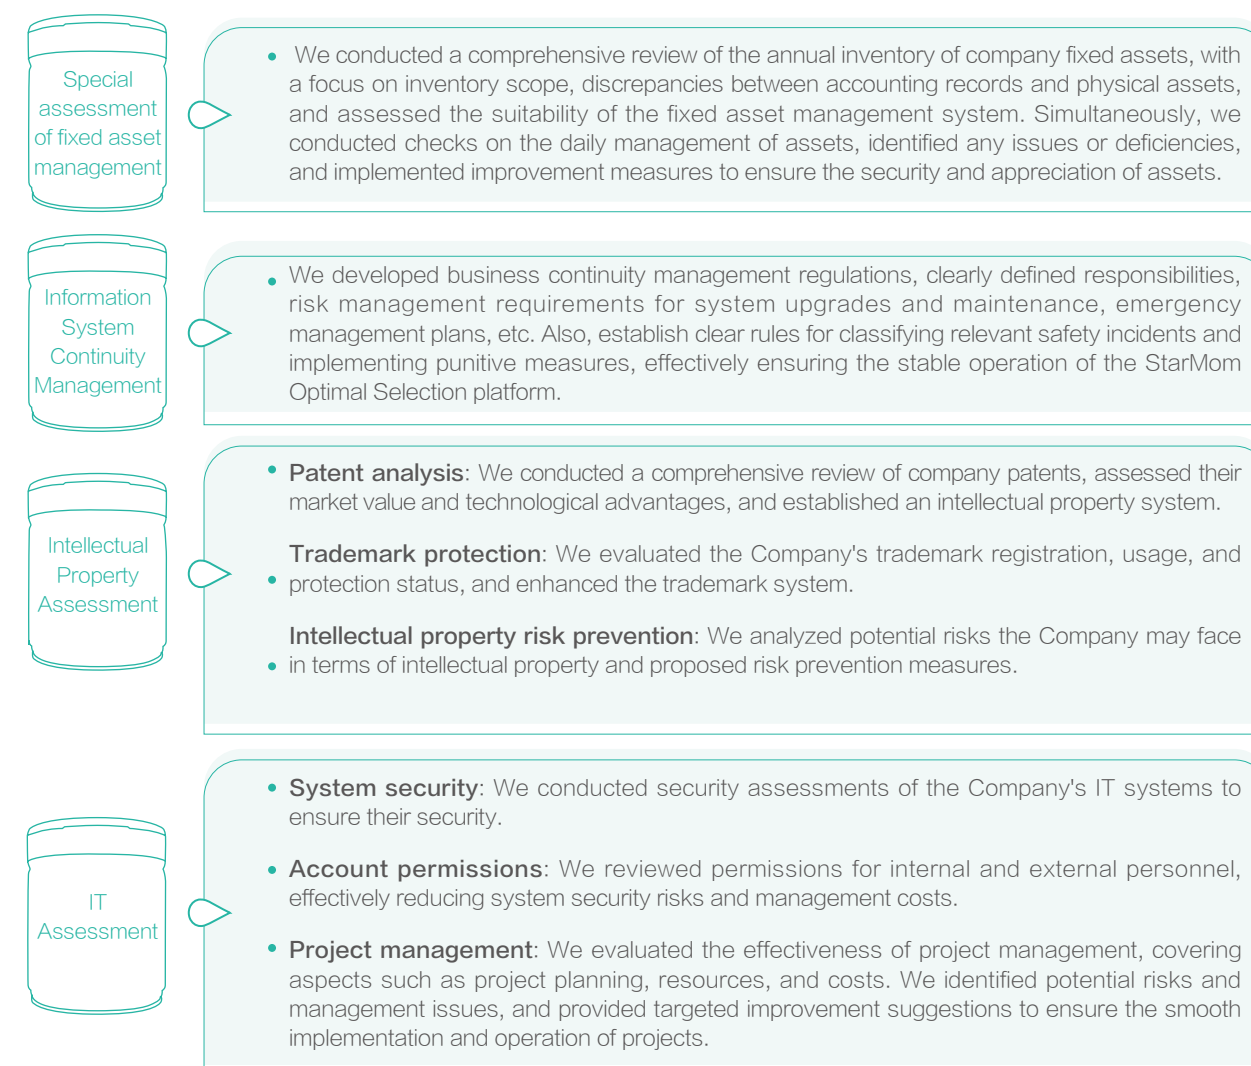 Special
assessment
of fixed asset
management
• We conducted a comprehensive review of the annual inventory of company fixed assets, with
a focus on inventory scope, discrepancies between accounting records and physical assets,
and assessed the suitability of the fixed asset management system. Simultaneously, we
conducted checks on the daily management of assets, identified any issues or deficiencies,
and implemented improvement measures to ensure the security and appreciation of assets.
Information
System
Continuity
Management
• We developed business continuity management regulations, clearly defined responsibilities,
risk management requirements for system upgrades and maintenance, emergency
management plans, etc. Also, establish clear rules for classifying relevant safety incidents and
implementing punitive measures, effectively ensuring the stable operation of the StarMom
Optimal Selection platform.
Intellectual
Property
Assessment
• Patent analysis: We conducted a comprehensive review of company patents, assessed their
market value and technological advantages, and established an intellectual property system.
Trademark protection: We evaluated the Company's trademark registration, usage, and
• protection status, and enhanced the trademark system.
Intellectual property risk prevention: We analyzed potential risks the Company may face
• in terms of intellectual property and proposed risk prevention measures.
IT
Assessment
• System security: We conducted security assessments of the Company's IT systems to
ensure their security.
• Account permissions: We reviewed permissions for internal and external personnel,
effectively reducing system security risks and management costs.
• Project management: We evaluated the effectiveness of project management, covering
aspects such as project planning, resources, and costs. We identified potential risks and
management issues, and provided targeted improvement suggestions to ensure the smooth
implementation and operation of projects.